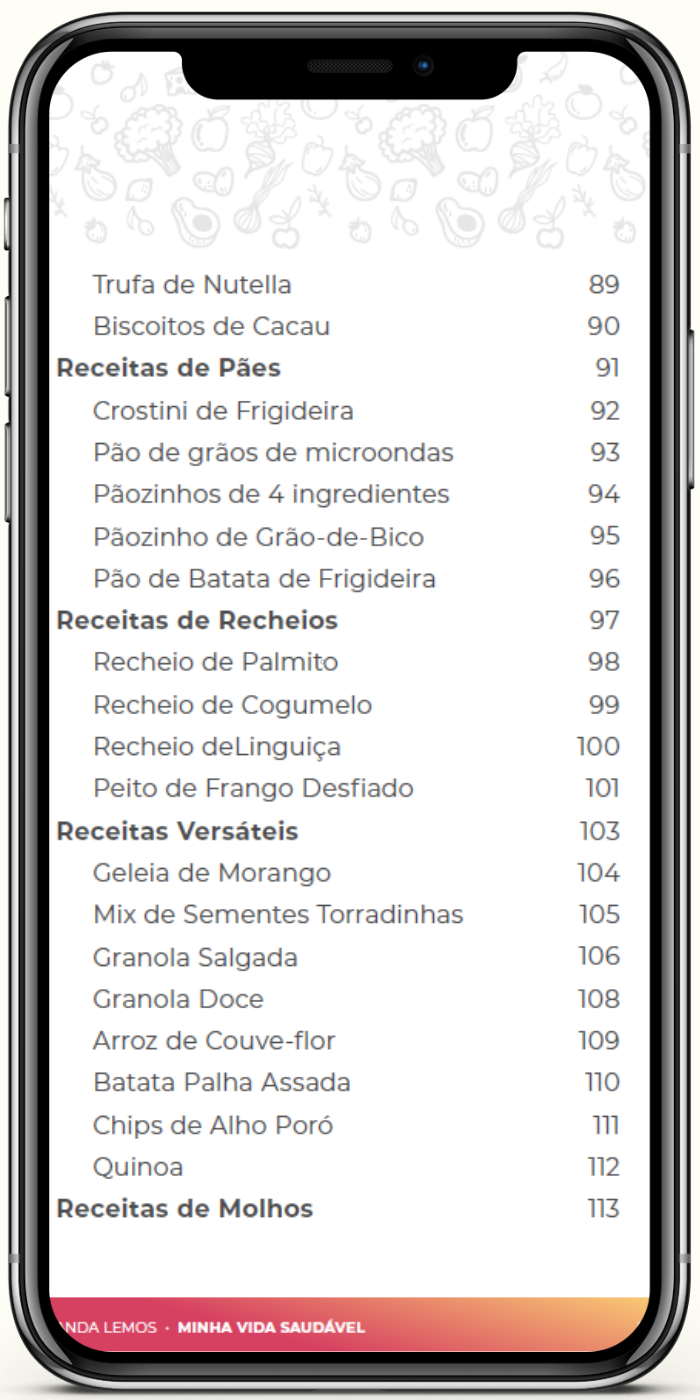 Trufa de Nutella 89
Biscoitos de Cacau 90
Receitas de Pães 91
Crostini de Frigideira 92
Pão de grãos de microondas 93
Pãozinhos de 4 ingredientes 94
Pãozinho de Grão-de-Bico 95
Pão de Batata de Frigideira 96
Receitas de Recheios 97
Recheio de Palmito 98
Recheio de Cogumelo 99
Recheio deLinguiça 100
Peito de Frango Desfiado 101
Receitas Versáteis 103
Geleia de Morango 104
Mix de Sementes Torradinhas 105
Granola Salgada 106
Granola Doce 108
Arroz de Couve-flor 109
Batata Palha Assada 110
Chips de Alho Poró 111
Quinoa 112
Receitas de Molhos 113
NDA LEMOS • MINHA VIDA SAUDÁVEL